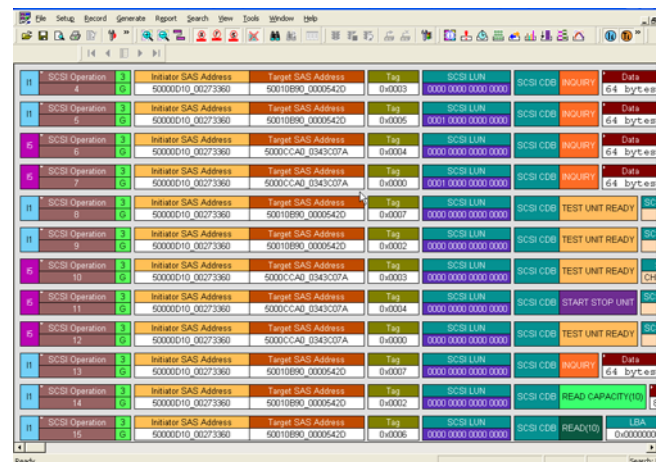 File Setup Record Generate Report Search View Tools Window Help
I1 SCSI Operation 3 Initiator SAS Address Target SAS Address Tag SCSI LUN SCSI CDB INQUIRY Data
4 G 50000D10_00273360 50010B90_0000542D 0x0003 0000 0000 0000 0000 64 bytes
I1 SCSI Operation 3 Initiator SAS Address Target SAS Address Tag SCSI LUN SCSI CDB INQUIRY Data
5 G 50000D10_00273360 50010B90_0000542D 0x0005 0001 0000 0000 0000 64 bytes
I5 SCSI Operation 3 Initiator SAS Address Target SAS Address Tag SCSI LUN SCSI CDB INQUIRY Data
6 G 50000D10_00273360 5000CCA0_0343C07A 0x0004 0000 0000 0000 0000 64 bytes
I5 SCSI Operation 3 Initiator SAS Address Target SAS Address Tag SCSI LUN SCSI CDB INQUIRY Data
7 G 50000D10_00273360 5000CCA0_0343C07A 0x0000 0001 0000 0000 0000 64 bytes
I1 SCSI Operation 3 Initiator SAS Address Target SAS Address Tag SCSI LUN SCSI CDB TEST UNIT READY SC
8 G 50000D10_00273360 50010B90_0000542D 0x0007 0000 0000 0000 0000
I1 SCSI Operation 3 Initiator SAS Address Target SAS Address Tag SCSI LUN SCSI CDB TEST UNIT READY SC
9 G 50000D10_00273360 50010B90_0000542D 0x0002 0000 0000 0000 0000
I5 SCSI Operation 3 Initiator SAS Address Target SAS Address Tag SCSI LUN SCSI CDB TEST UNIT READY
10 G 50000D10_00273360 5000CCA0_0343C07A 0x0003 0000 0000 0000 0000 CH
I5 SCSI Operation 3 Initiator SAS Address Target SAS Address Tag SCSI LUN SCSI CDB START STOP UNIT SC
11 G 50000D10_00273360 5000CCA0_0343C07A 0x0004 0000 0000 0000 0000
I5 SCSI Operation 3 Initiator SAS Address Target SAS Address Tag SCSI LUN SCSI CDB TEST UNIT READY SC
12 G 50000D10_00273360 5000CCA0_0343C07A 0x0000 0000 0000 0000 0000
I1 SCSI Operation 3 Initiator SAS Address Target SAS Address Tag SCSI LUN SCSI CDB INQUIRY Data
13 G 50000D10_00273360 50010B90_0000542D 0x0007 0000 0000 0000 0000 64 bytes
I1 SCSI Operation 3 Initiator SAS Address Target SAS Address Tag SCSI LUN SCSI CDB READ CAPACITY(10)
14 G 50000D10_00273360 50010B90_0000542D 0x0002 0000 0000 0000 0000
I1 SCSI Operation 3 Initiator SAS Address Target SAS Address Tag SCSI LUN SCSI CDB READ(10) LBA
15 G 50000D10_00273360 50010B90_0000542D 0x0006 0000 0000 0000 0000 0x0000000
Ready Search: